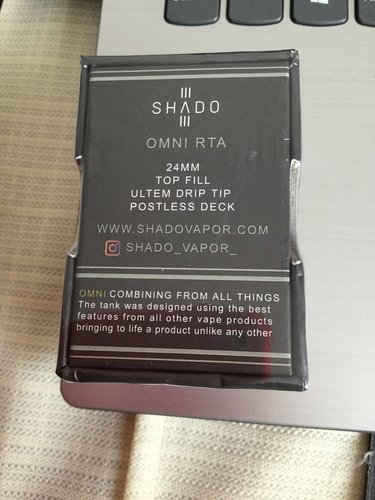 SHADO
OMNI RTA
24MM
TOP FILL
ULTEM DRIP TIP
POSTLESS DECK
WWW.SHADOVAPOR.COM
SHADO_VAPOR_
OMNI:COMBINING FROM ALL THINGS
The tank was designed using the best
features from all other vape products
bringing to life a product unlike any other